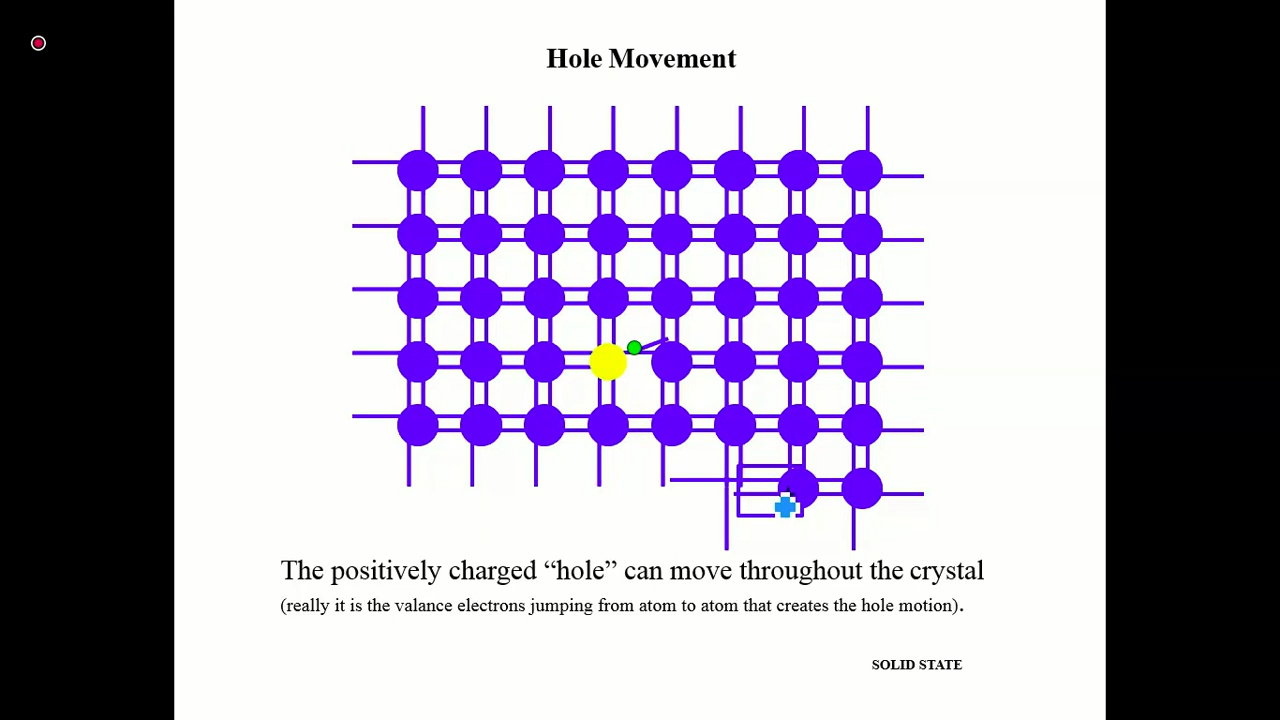 Hole Movement
The positively charged “hole” can move throughout the crystal
(really it is the valance electrons jumping from atom to atom that creates the hole motion).
SOLID STATE